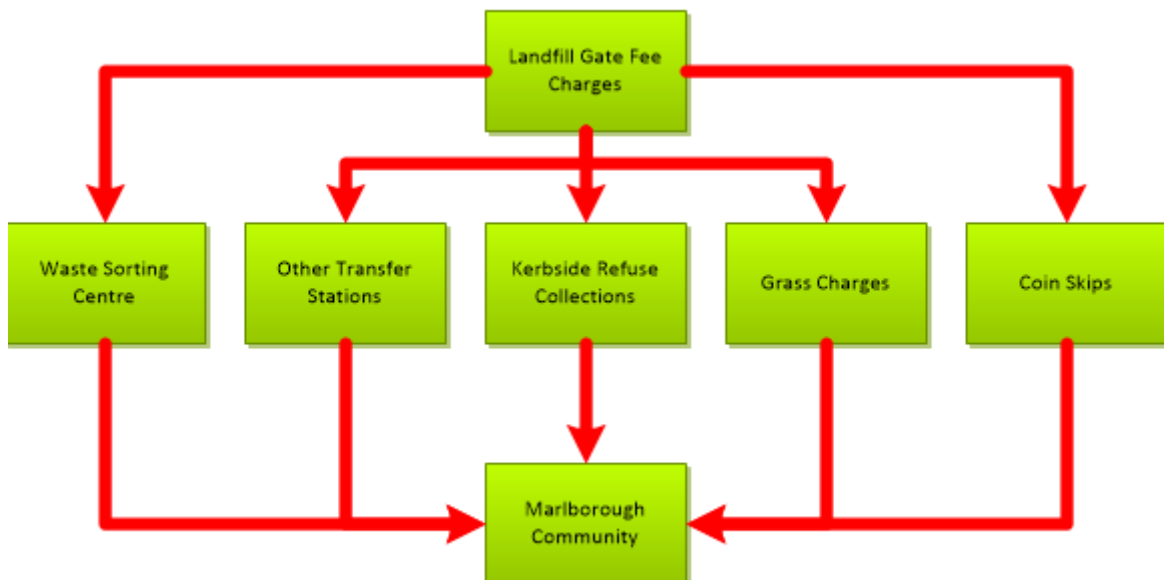 Landfill Gate Fee
Charges
Waste Sorting
Centre
Other Transfer
Stations
Kerbside Refuse
Collections
Grass Charges
Coin Skips
Marlborough
Community